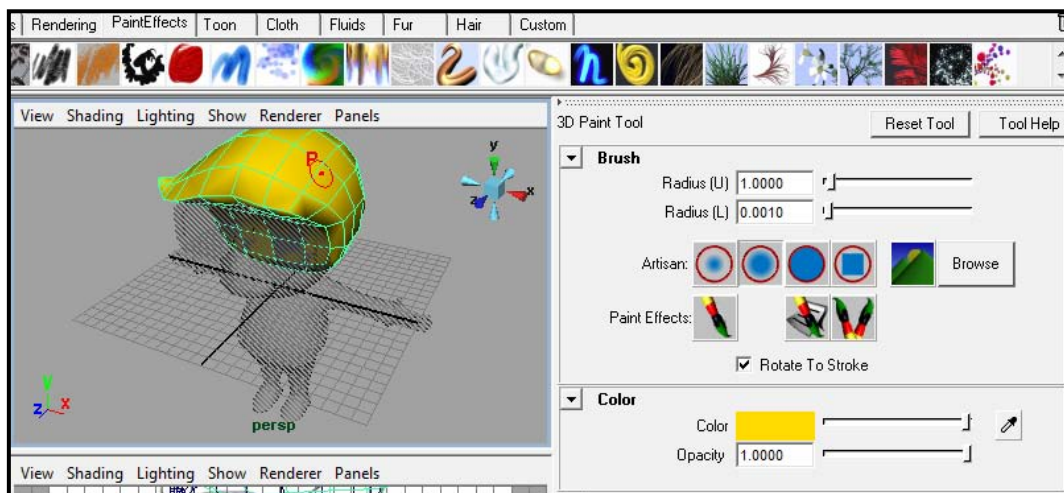 s Rendering PaintEffects Toon Cloth Fluids Fur Hair Custom
View Shading Lighting Show Renderer Panels
P
y
x
z
y
z x
persp
View Shading Lighting Show Renderer Panels
3D Paint Tool Reset Tool Tool Help
Brush
Radius (U) 1.0000
Radius (L) 0.0010
Artisan: Browse
Paint Effects:
Rotate To Stroke
Color
Color
Opacity 1.0000